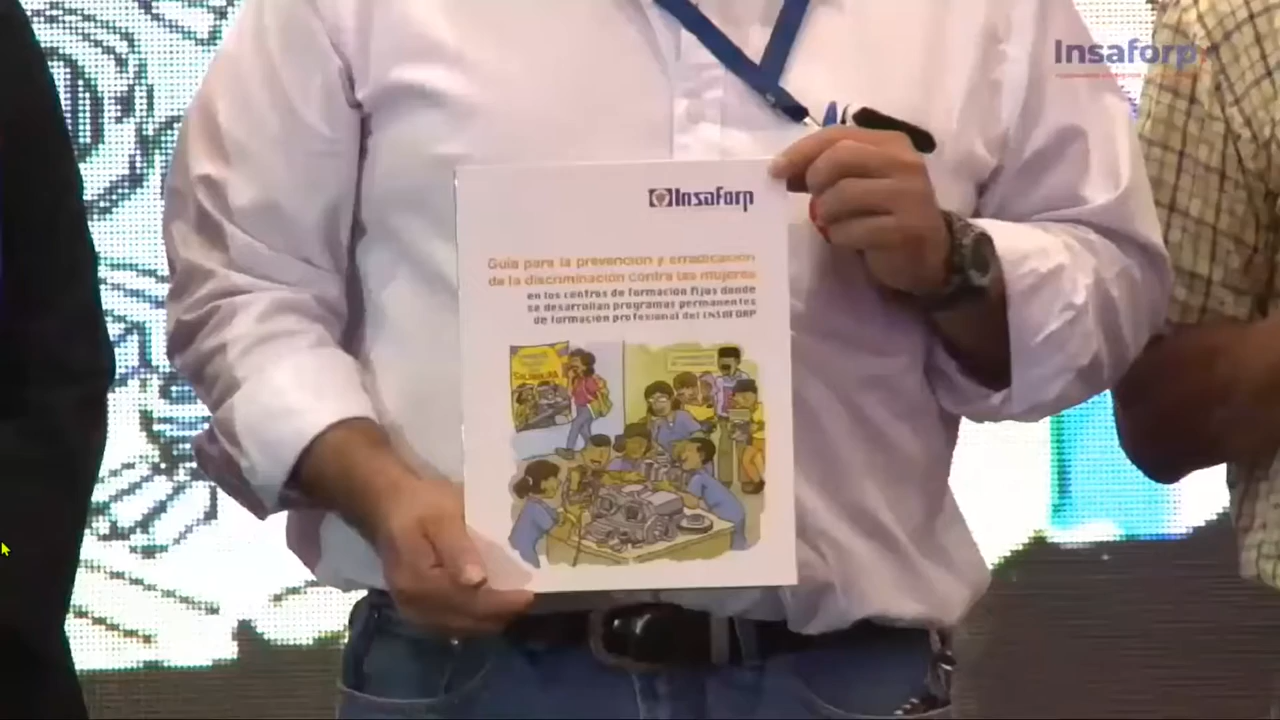 Insaforp
Insaforp
Guía para la prevención y erradicación
de la discriminación contra las mujeres
en los centros de formación fijos donde
se desarrollan programas permanentes
de formación profesional del INSAFORP